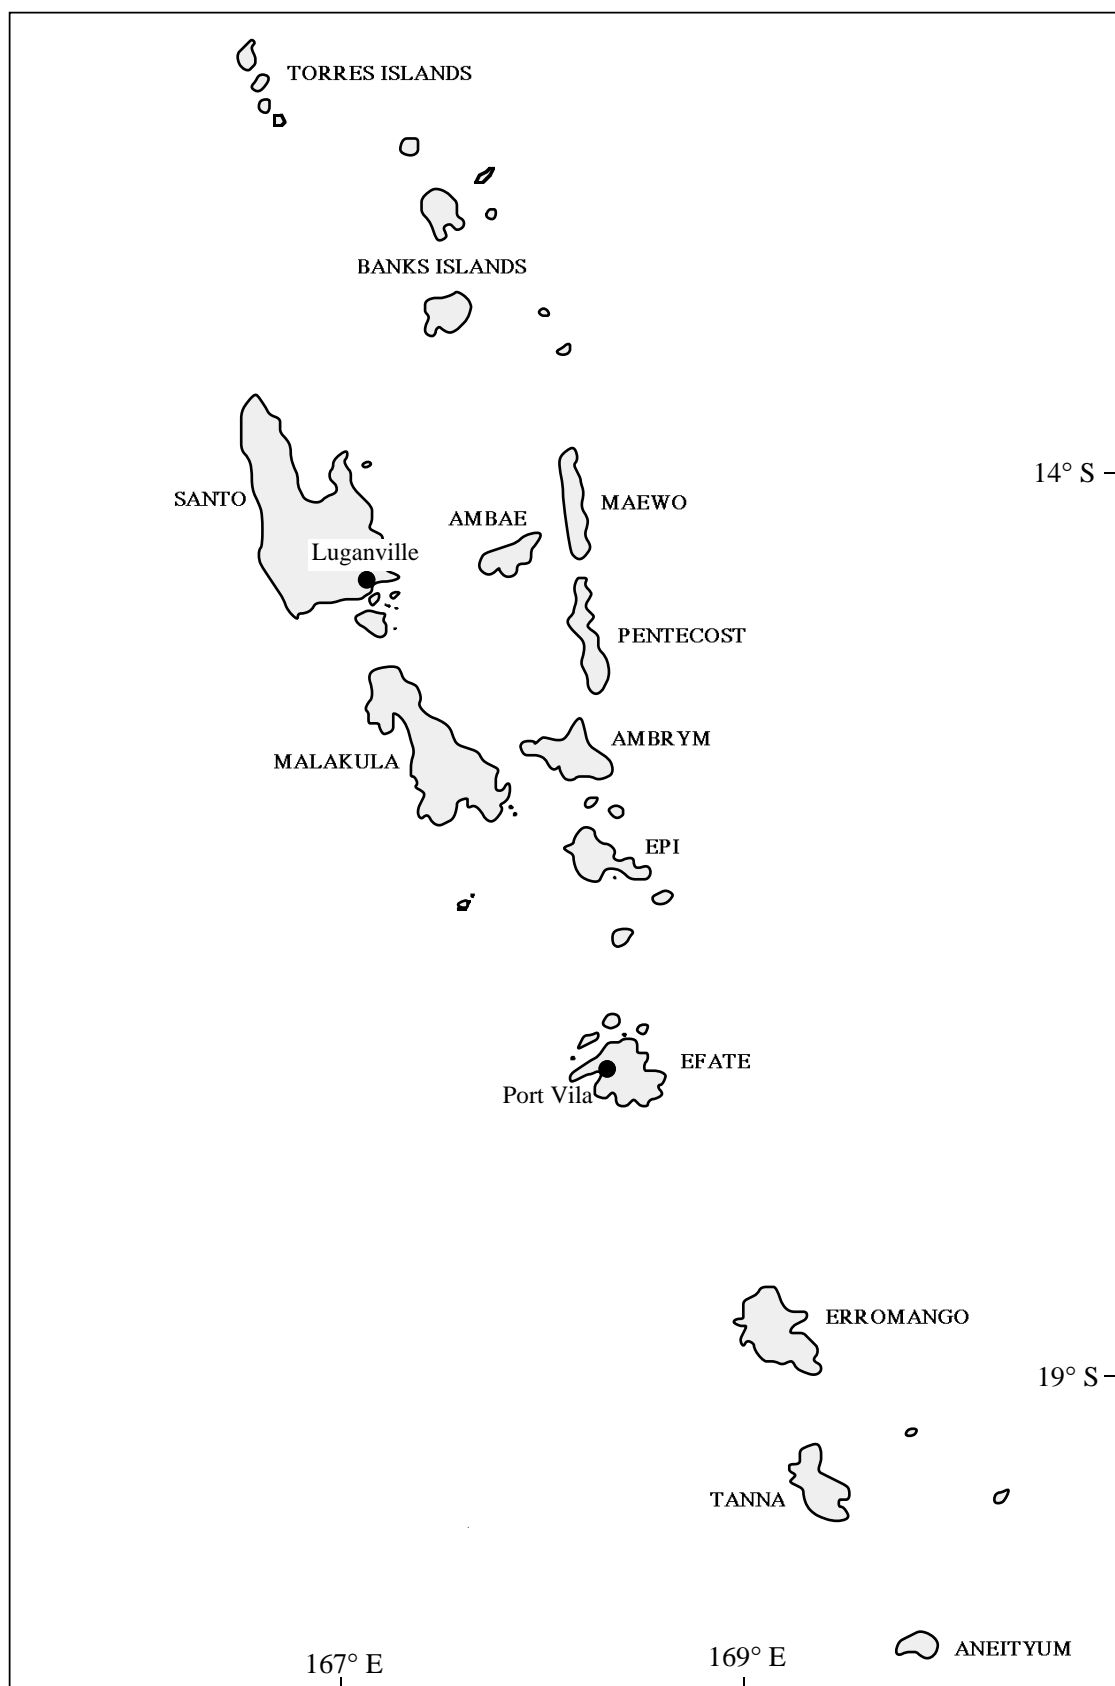 TORRES ISLANDS
BANKS ISLANDS
14° S
SANTO
MAEWO
AMBAE
Luganville
PENTECOST
AMBRYM
MALAKULA
EPI
EFATE
Port Vila
ERROMANGO
19° S
TANNA
ANEITYUM
167° E
169° E